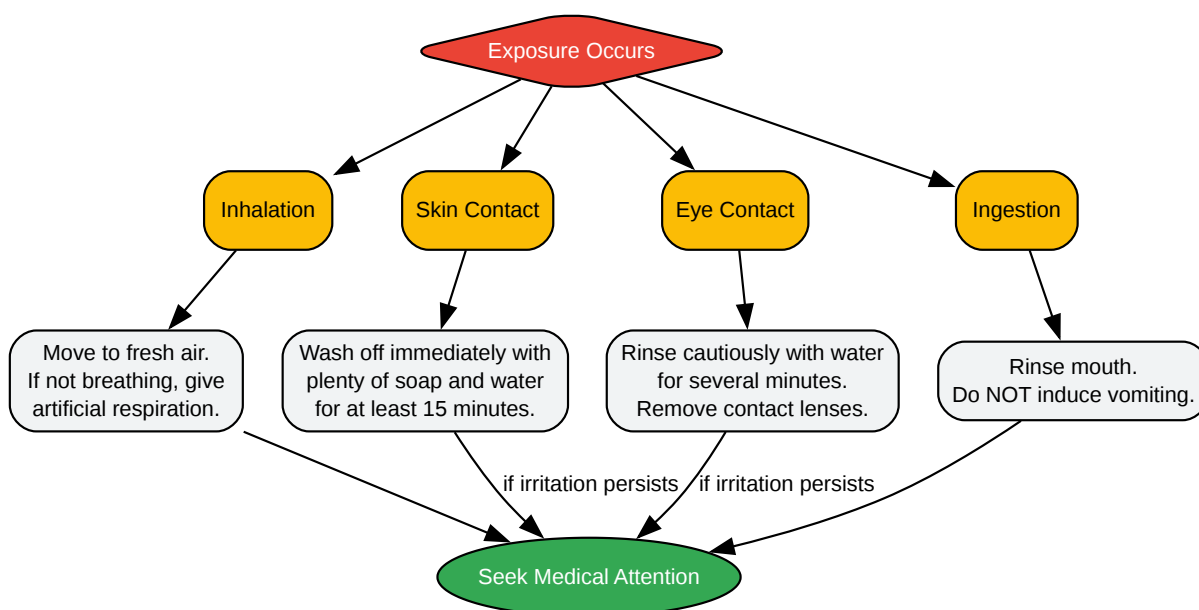 Exposure Occurs
Inhalation
Skin Contact
Eye Contact
Ingestion
Move to fresh air.
If not breathing, give
artificial respiration.
Wash off immediately with
plenty of soap and water
for at least 15 minutes.
Rinse cautiously with water
for several minutes.
Remove contact lenses.
Rinse mouth.
Do NOT induce vomiting.
if irritation persists
if irritation persists
Seek Medical Attention